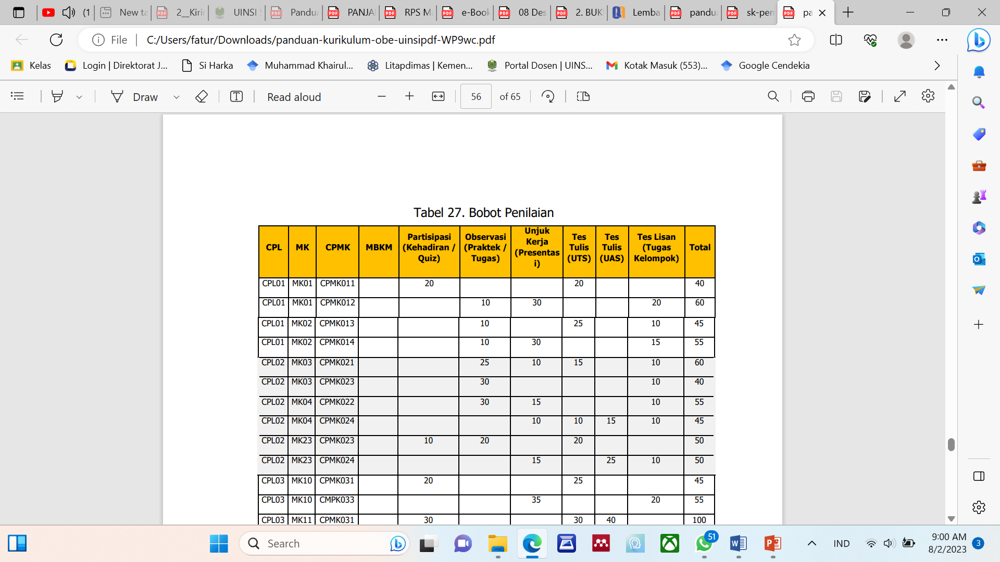 (1 New ta 2__Kirir UINSI S Pandua PANJA RPS M e-Book 08 Des 2. BUK Lemba pandu sk-pen pa
File C:/Users/fatur/Downloads/panduan-kurikulum-obe-uinsipdf-WP9wc.pdf
Kelas Login | Direktorat J... Si Harka Muhammad Khairul... Litapdimas | Kemen... Portal Dosen | UINS... Kotak Masuk (553)... Google Cendekia
Draw Read aloud 56 of 65
Tabel 27. Bobot Penilaian
CPL MK CPMK MBKM Partisipasi (Kehadiran / Quiz) Observasi (Praktek / Tugas) Unjuk Kerja (Presentas i) Tes Tulis (UTS) Tes Tulis (UAS) Tes Lisan (Tugas Kelompok) Total
CPL01 MK01 CPMK011 20 20 40
CPL01 MK01 CPMK012 10 30 20 60
CPL01 MK02 CPMK013 10 25 10 45
CPL01 MK02 CPMK014 10 30 15 55
CPL02 MK03 CPMK021 25 10 15 10 60
CPL02 MK03 CPMK023 30 10 40
CPL02 MK04 CPMK022 30 15 10 55
CPL02 MK04 CPMK024 10 10 15 10 45
CPL02 MK23 CPMK023 10 20 20 50
CPL02 MK23 CPMK024 15 25 10 50
CPL03 MK10 CPMK031 20 25 45
CPL03 MK10 CMPK033 35 20 55
CPL03 MK11 CPMK031 30 30 40 100
Search 51 IND 9:00 AM 3
8/2/2023